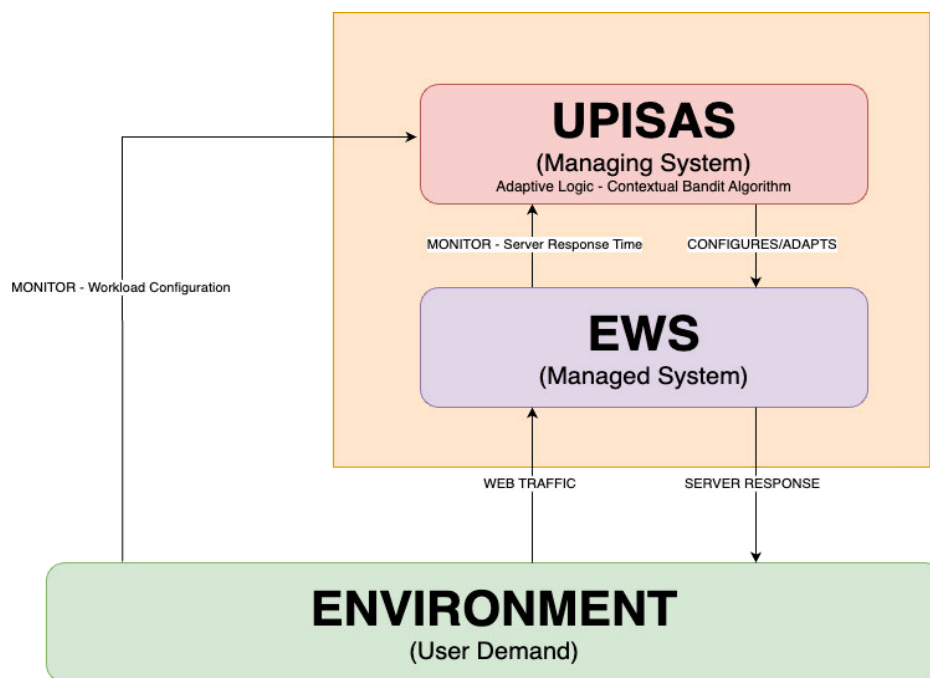 UPISAS
(Managing System)
Adaptive Logic - Contextual Bandit Algorithm
MONITOR - Server Response Time
CONFIGURES/ADAPTS
MONITOR - Workload Configuration
EWS
(Managed System)
WEB TRAFFIC
SERVER RESPONSE
ENVIRONMENT
(User Demand)